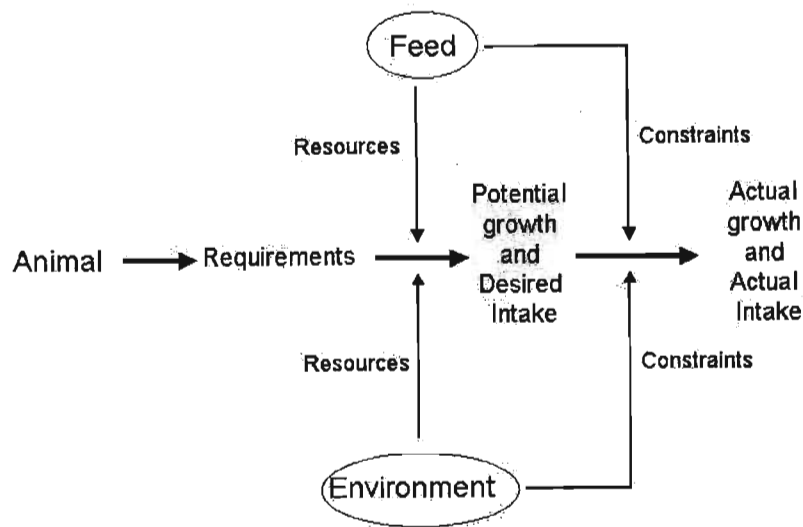 Feed
Resources
Constraints
Potential
growth
and
Desired
Intake
Actual
growth
and
Actual
Intake
Animal
Requirements
Resources
Constraints
Environment